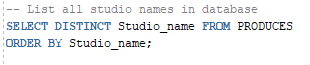 -- List all studio names in database
SELECT DISTINCT Studio_name FROM PRODUCES
ORDER BY Studio_name;